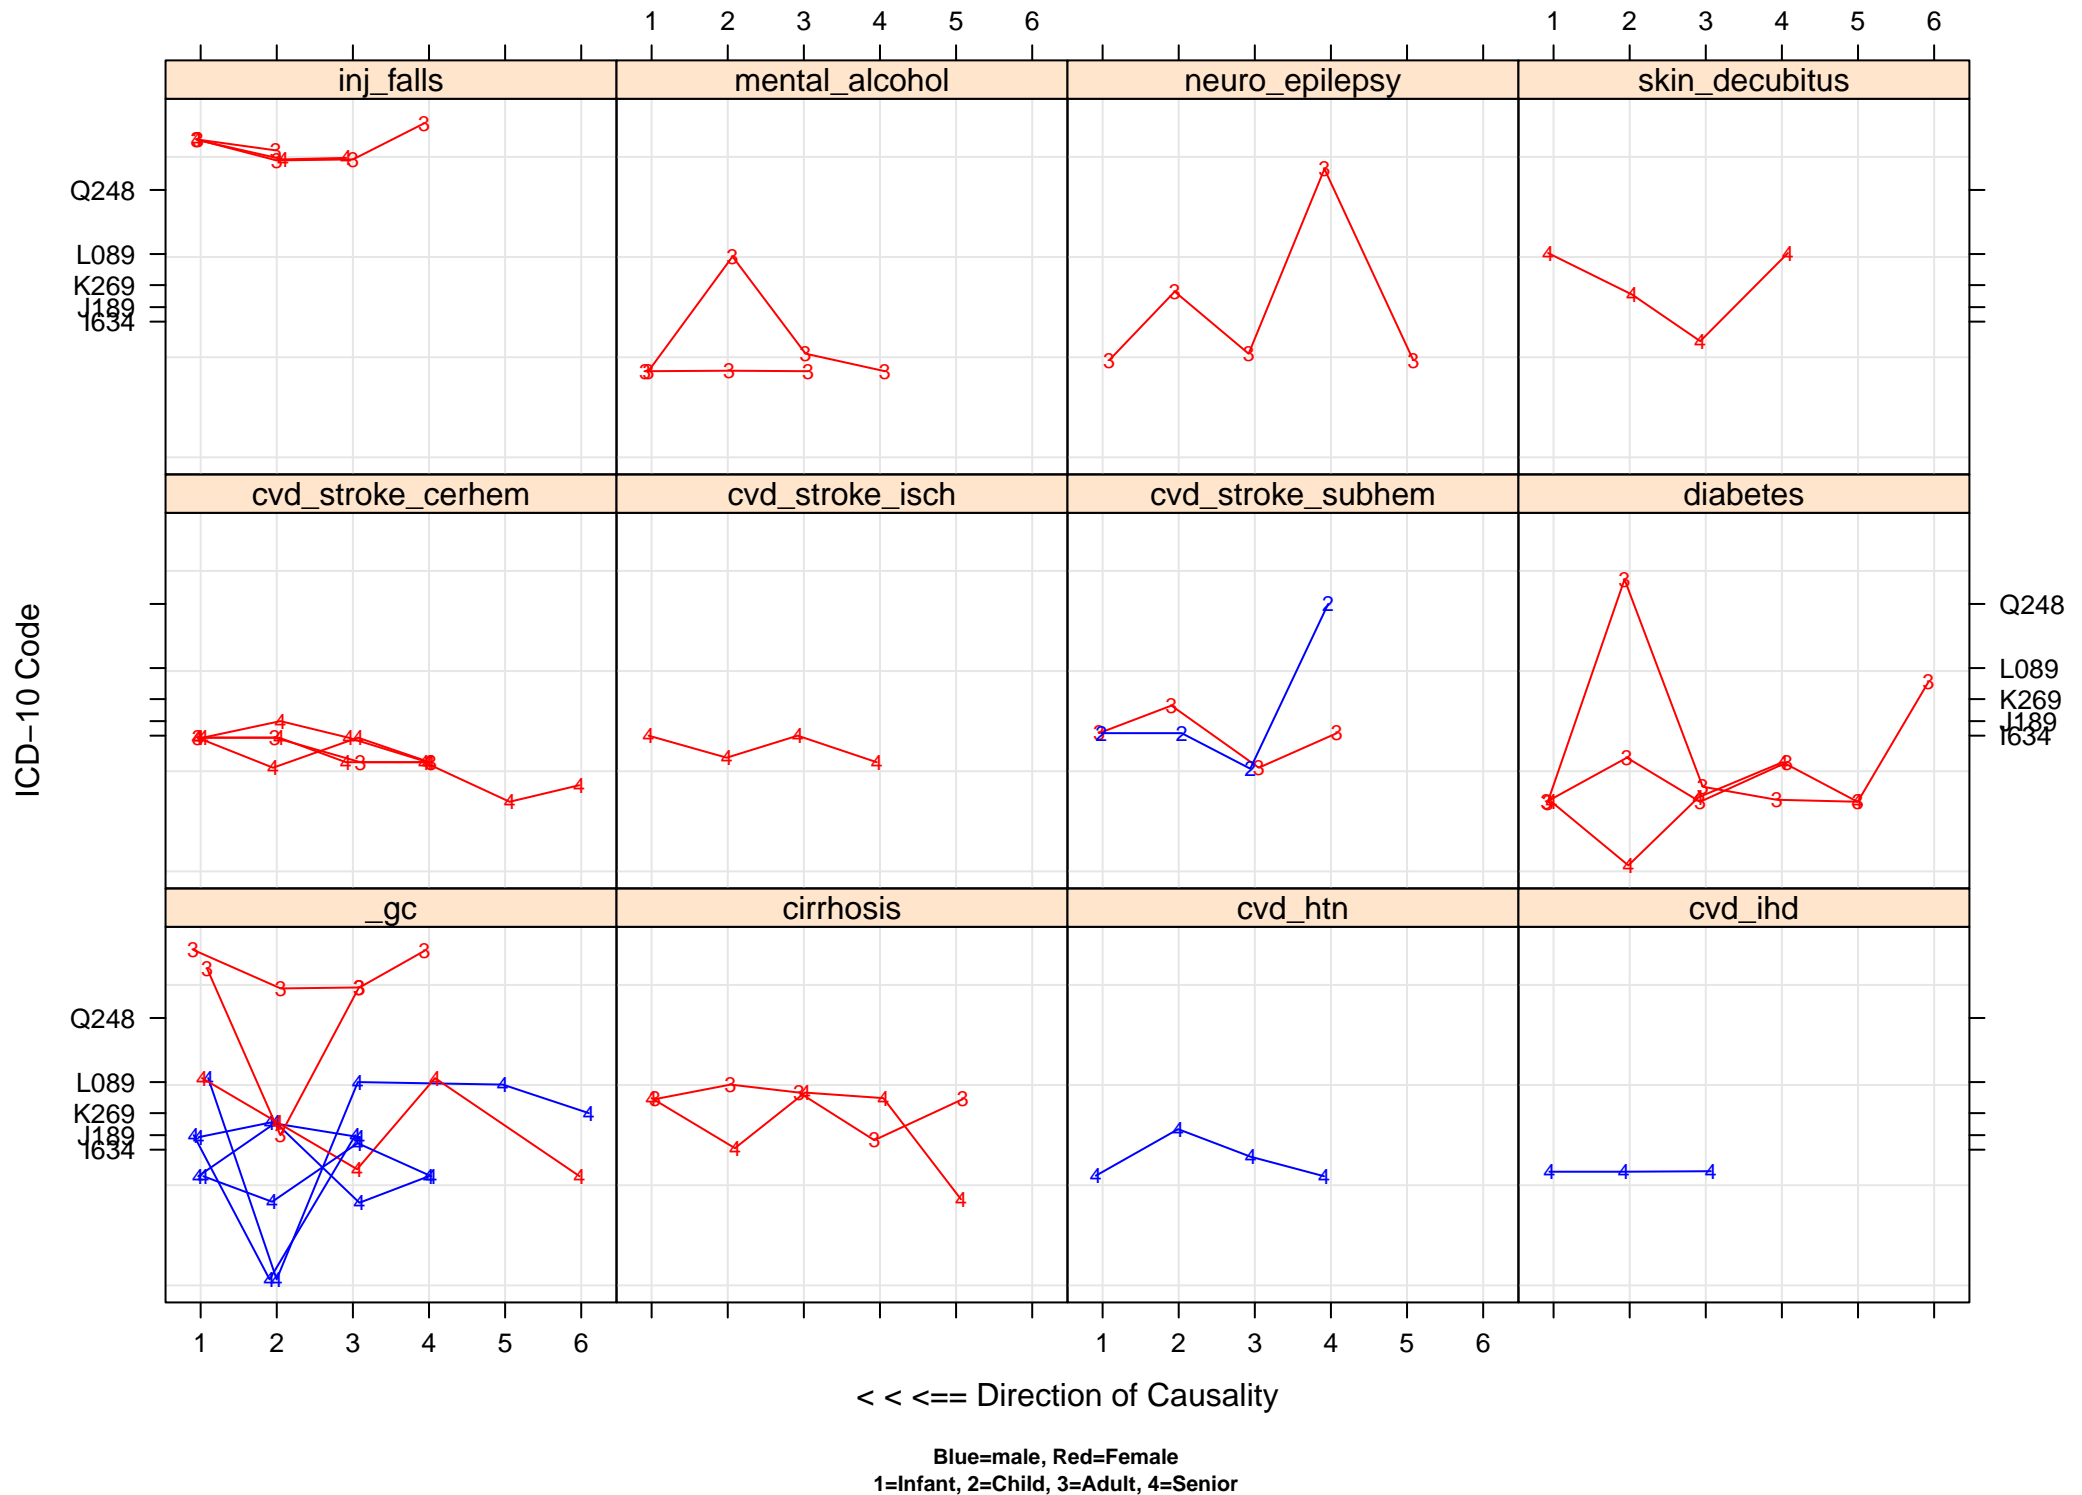 1 2 3 4 5 6 1 2 3 4 5 6
inj_falls mental_alcohol neuro_epilepsy skin_decubitus
Q248
L089
K269
J189
I634
cvd_stroke_cerhem cvd_stroke_isch cvd_stroke_subhem diabetes
Q248
L089
K269
J189
I634
ICD−10 Code
_gc cirrhosis cvd_htn cvd_ihd
Q248
L089
K269
J189
I634
1 2 3 4 5 6 1 2 3 4 5 6
< < <== Direction of Causality
Blue=male, Red=Female
1=Infant, 2=Child, 3=Adult, 4=Senior